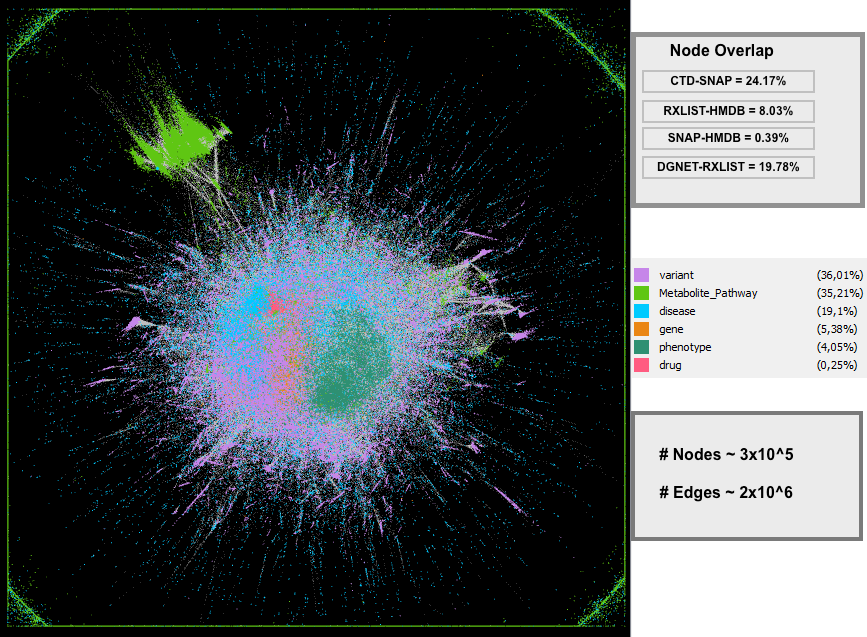 Node Overlap
CTD-SNAP = 24.17%
RXLIST-HMDB = 8.03%
SNAP-HMDB = 0.39%
DGNET-RXLIST = 19.78%
variant (36,01%)
Metabolite_Pathway (35,21%)
disease (19,1%)
gene (5,38%)
phenotype (4,05%)
drug (0,25%)
# Nodes ~ 3x10^5
# Edges ~ 2x10^6